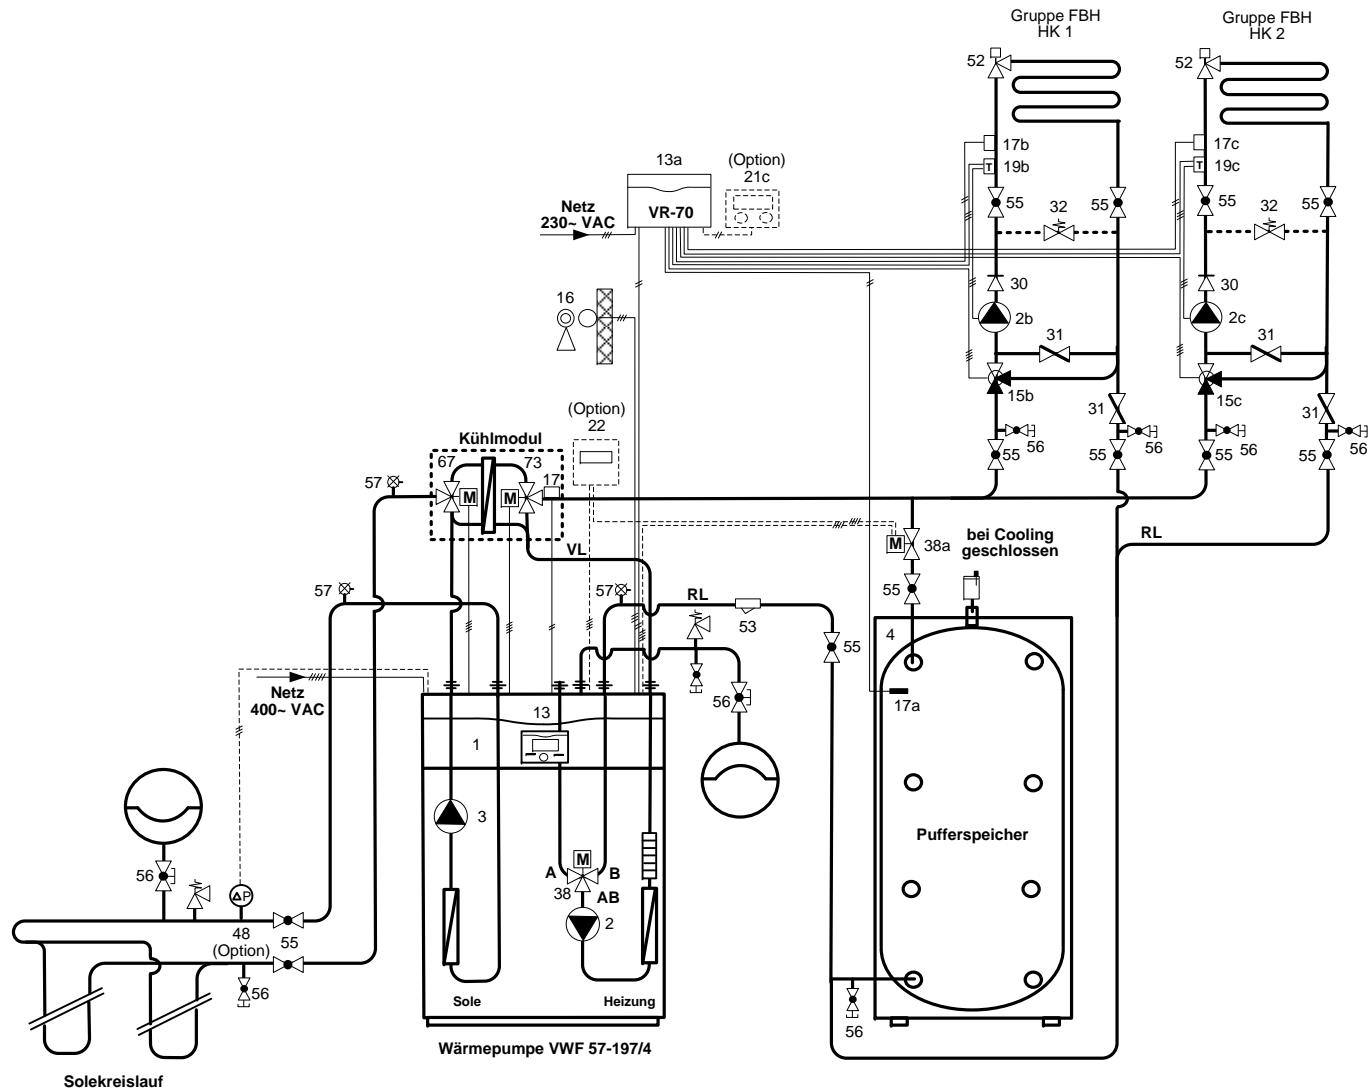 Gruppe FBH
HK 1
Gruppe FBH
HK 2
52
52
17b
17c
13a
(Option)
21c
19b
T
19c
T
VR-70
Netz
230~ VAC
55
32
55
55
32
55
16
30
30
2b
2c
31
31
15b
15c
31
31
(Option)
22
56
56
56
56
55
55
55
55
Kühlmodul
67
73
17
57
M
M
VL
M
38a
bei Cooling
geschlossen
RL
57
57
RL
53
55
55
4
Netz
400~ VAC
56
17a
13
1
3
Pufferspeicher
M
A
B
38
AB
2
56
ΔP
48
(Option)
55
56
Sole
Heizung
56
Wärmepumpe VWF 57-197/4
Solekreislauf